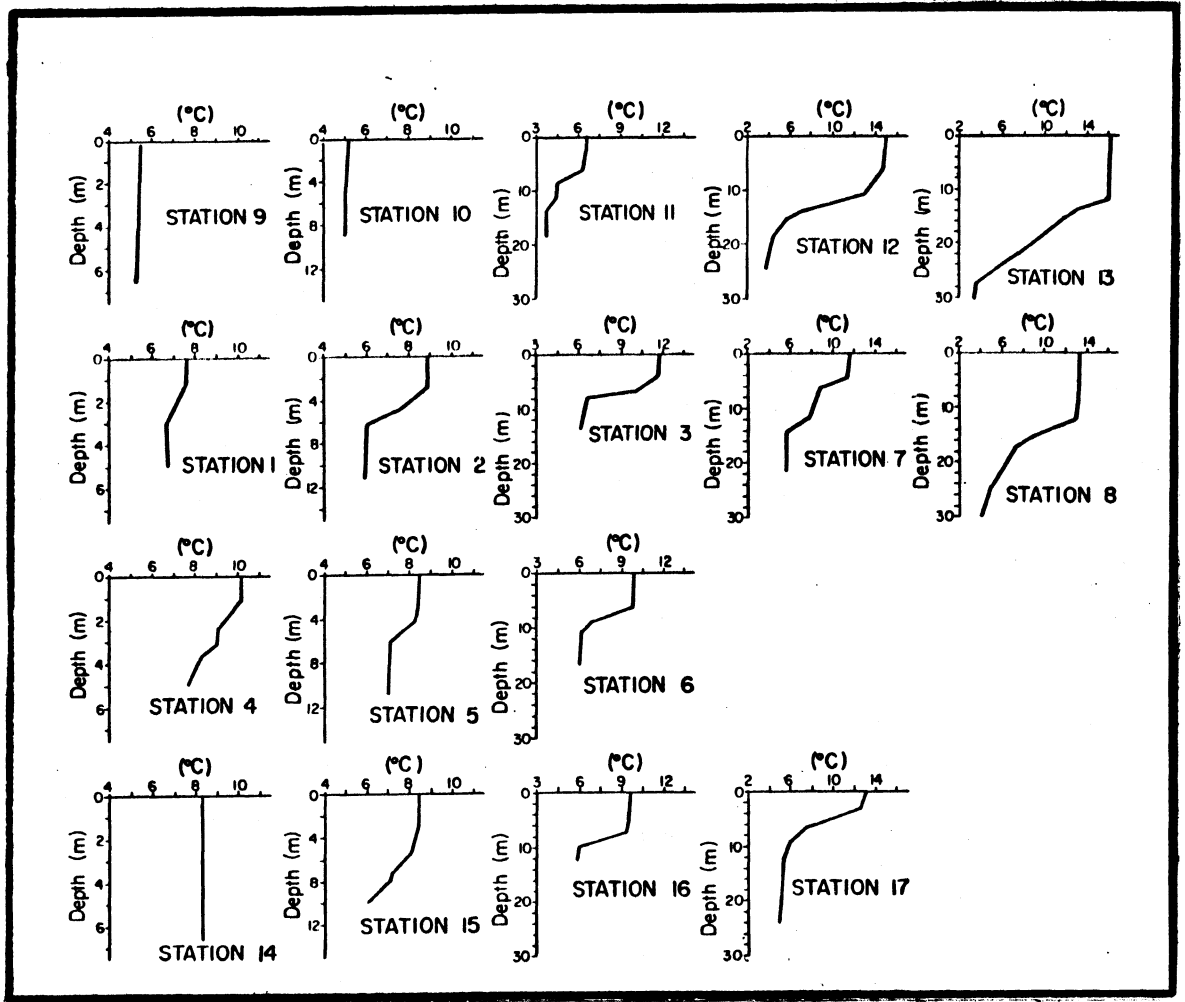 (°C) (°C) (°C) (°C) (°C)
4 6 8 10 4 6 8 10 3 6 9 12 2 6 10 14 2 6 10 14
0 2 4 6 Depth (m) STATION 9
0 4 8 12 Depth (m) STATION 10
0 10 20 30 Depth (m) STATION 11
0 10 20 30 Depth (m) STATION 12
0 10 20 30 Depth (m) STATION 13
(°C) (°C) (°C) (°C) (°C)
4 6 8 10 4 6 8 10 3 6 9 12 2 6 10 14 2 6 10 14
0 2 4 6 Depth (m) STATION 1
0 4 8 12 Depth (m) STATION 2
0 10 20 30 Depth (m) STATION 3
0 10 20 30 Depth (m) STATION 7
0 10 20 30 Depth (m) STATION 8
(°C) (°C) (°C)
4 6 8 10 4 6 8 10 3 6 9 12
0 2 4 6 Depth (m) STATION 4
0 4 8 12 Depth (m) STATION 5
0 10 20 30 Depth (m) STATION 6
(°C) (°C) (°C) (°C)
4 6 8 10 4 6 8 10 3 6 9 12 2 6 10 14
0 2 4 6 Depth (m) STATION 14
0 4 8 12 Depth (m) STATION 15
0 10 20 30 Depth (m) STATION 16
0 10 20 30 Depth (m) STATION 17